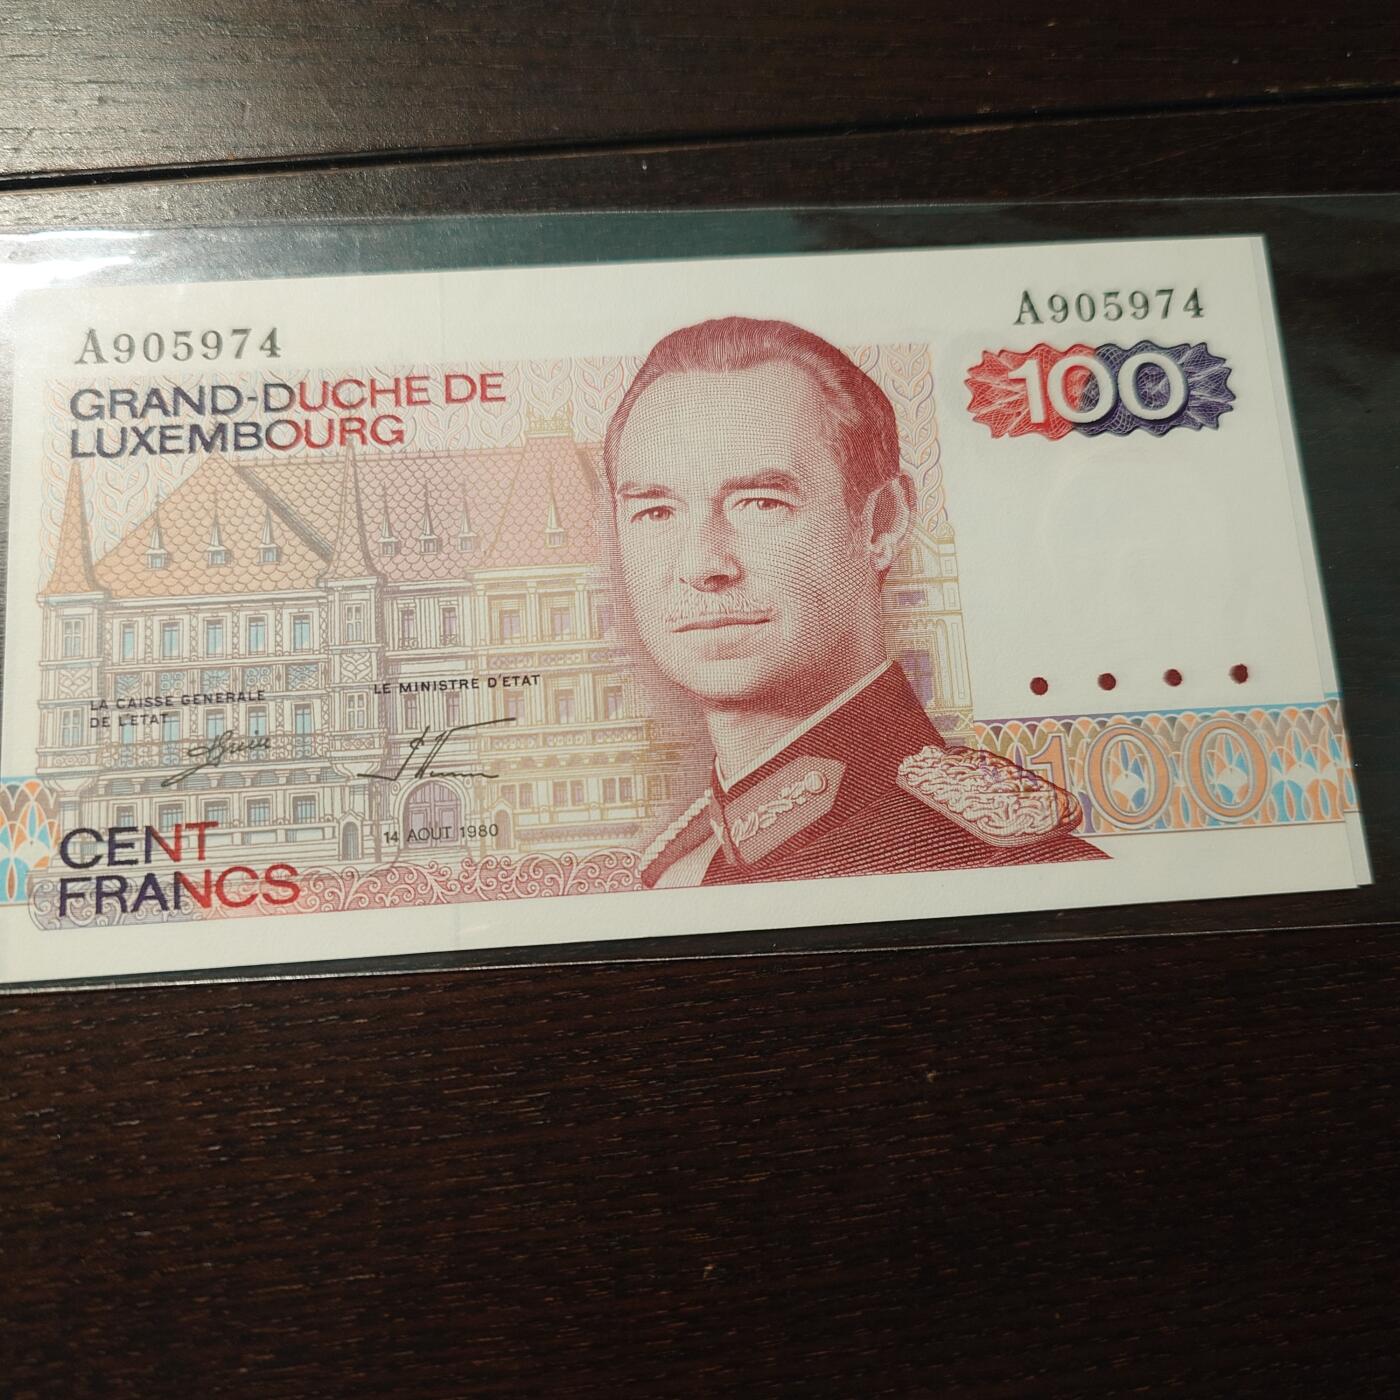 A905974
A905974
GRAND-DUCHE DE
LUXEMBOURG
100
LA CAISSE GENERALE
DE L'ETAT
LE MINISTRE D'ETAT
14 AOUT 1980
100
CENT
FRANCS